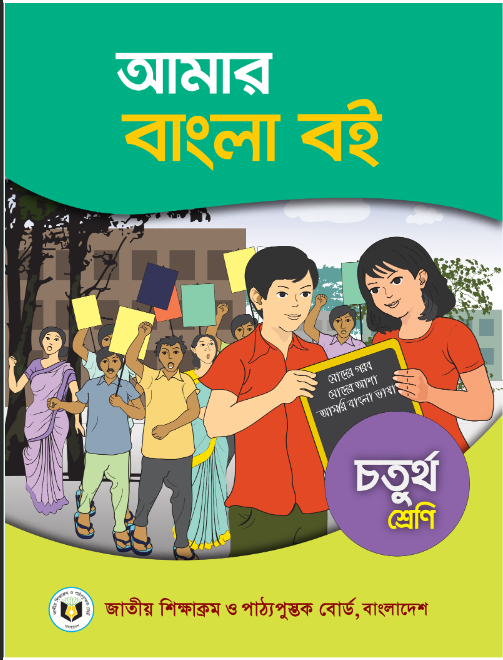 আমার
বাংলা বই
মোদের গরব
মোদের আশা
আমরি বাংলা ভাষা
চতুর্থ
শ্রেণি
জাতীয় শিক্ষাক্রম ও পাঠ্যপুস্তক বোর্ড, বাংলাদেশ